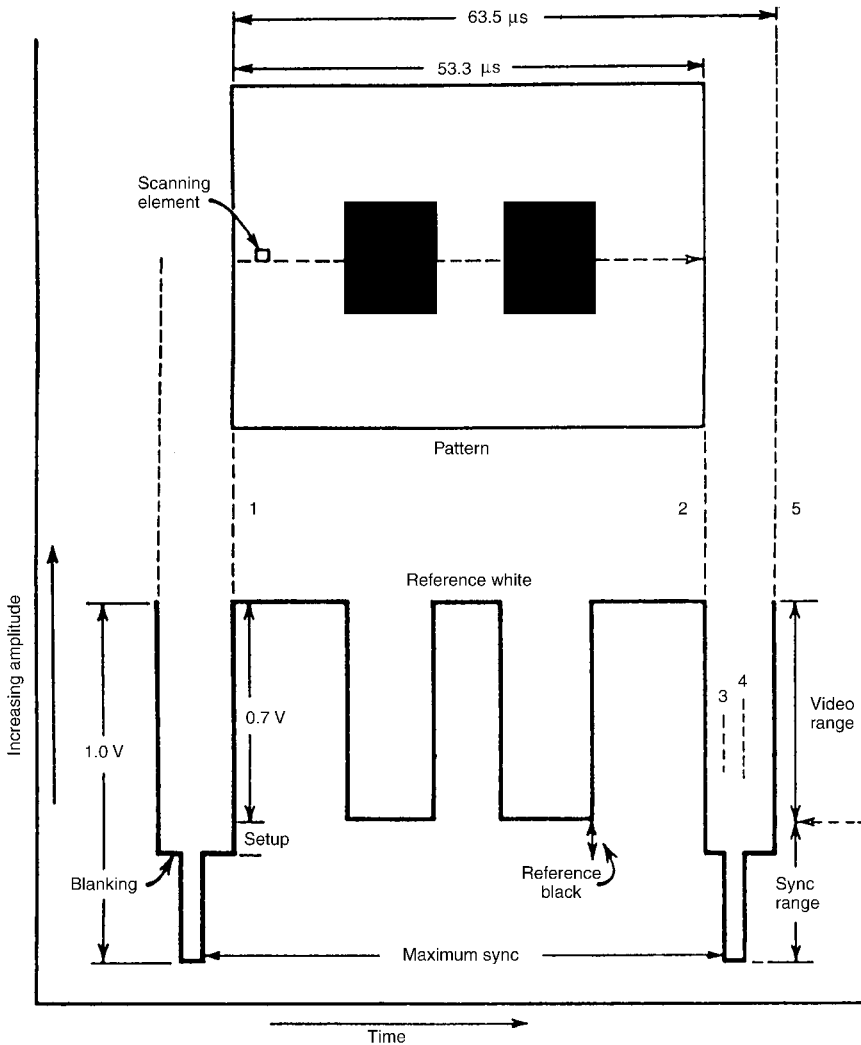 63.5 µs
53.3 µs
Scanning
element
Pattern
1
2
5
Reference white
Increasing amplitude
3
4
0.7 V
Video
range
1.0 V
Setup
Blanking
Reference
black
Sync
range
Maximum sync
Time